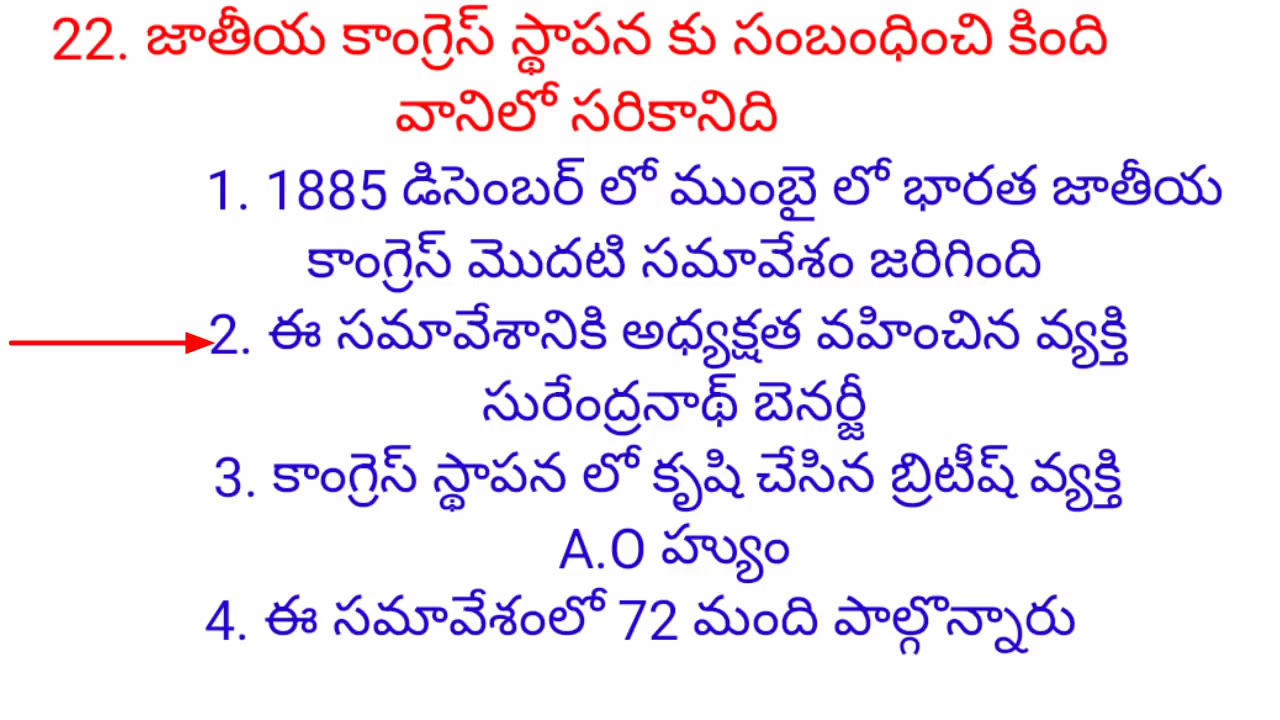 22. జాతీయ కాంగ్రెస్ స్థాపన కు సంబంధించి కింది
వానిలో సరికానిది
1. 1885 డిసెంబర్ లో ముంబై లో భారత జాతీయ
కాంగ్రెస్ మొదటి సమావేశం జరిగింది
2. ఈ సమావేశానికి అధ్యక్షత వహించిన వ్యక్తి
సురేంద్రనాథ్ బెనర్జీ
3. కాంగ్రెస్ స్థాపన లో కృషి చేసిన బ్రిటీష్ వ్యక్తి
A.O హ్యుం
4. ఈ సమావేశంలో 72 మంది పాల్గొన్నారు